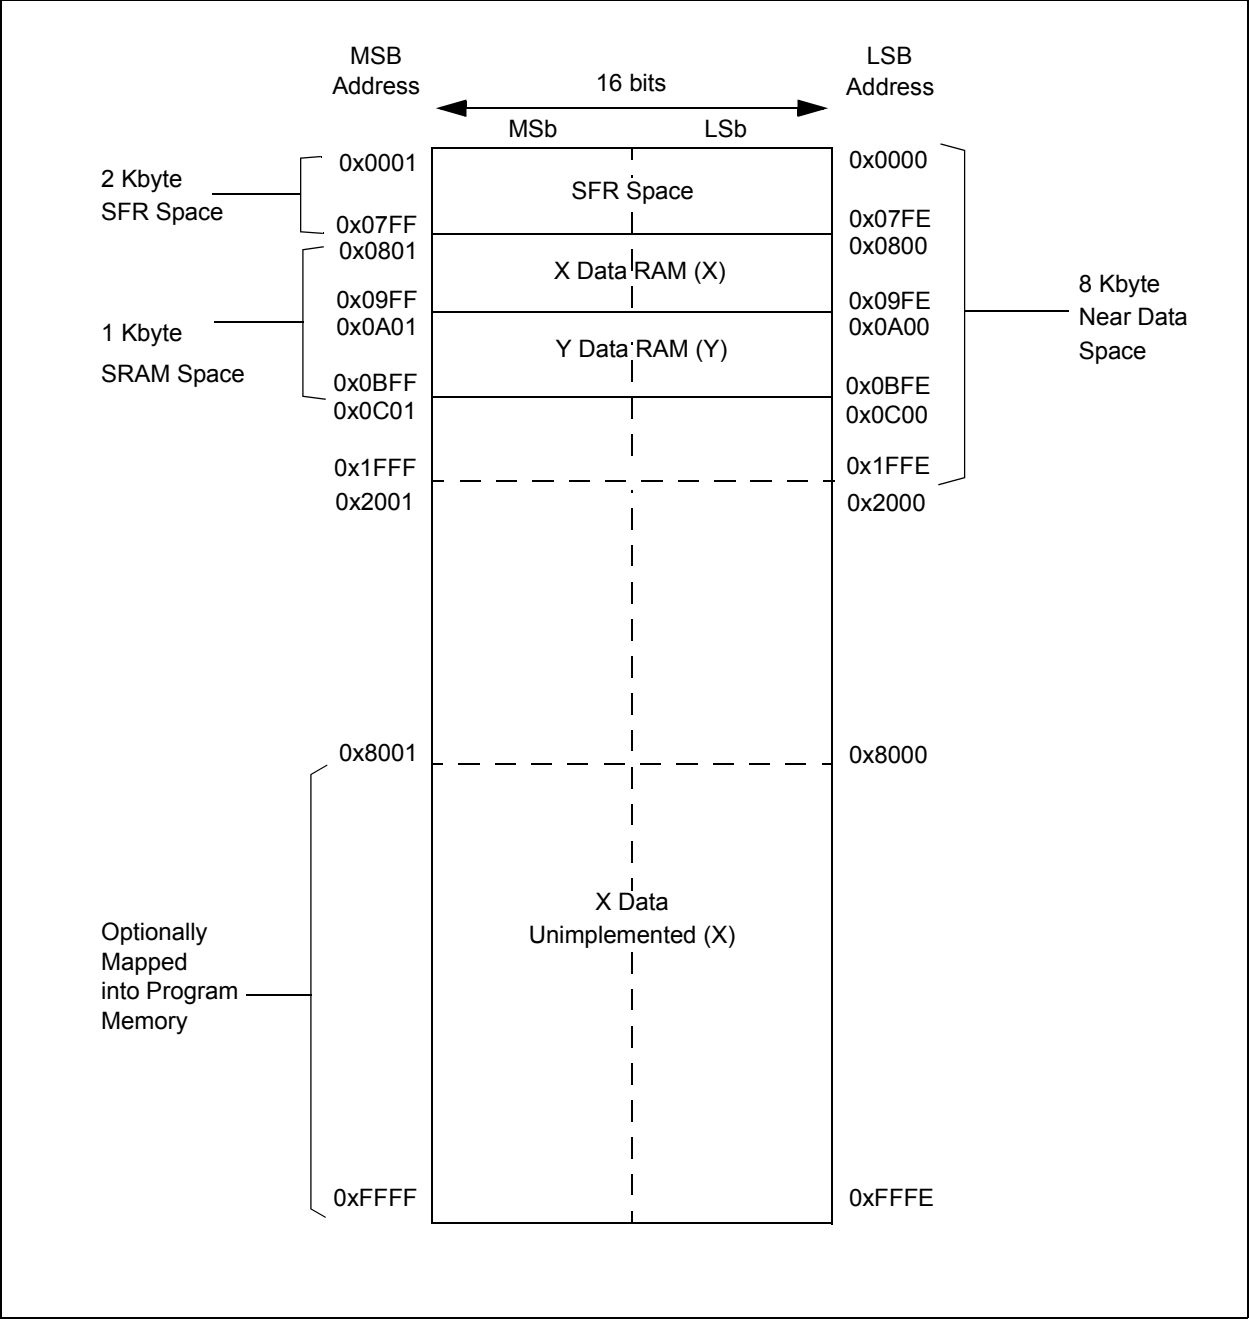 MSB
Address
16 bits
LSB
Address
MSb
LSb
2 Kbyte
SFR Space
0x0001
SFR Space
0x0000
0x07FF
0x07FE
0x0801
0x0800
1 Kbyte
SRAM Space
X Data RAM (X)
0x09FF
0x09FE
0x0A01
0x0A00
Y Data RAM (Y)
0x0BFF
0x0BFE
0x0C01
0x0C00
8 Kbyte
Near Data
Space
0x1FFF
0x1FFE
0x2001
0x2000
0x8001
0x8000
Optionally
Mapped
into Program
Memory
X Data
Unimplemented (X)
0xFFFF
0xFFFE